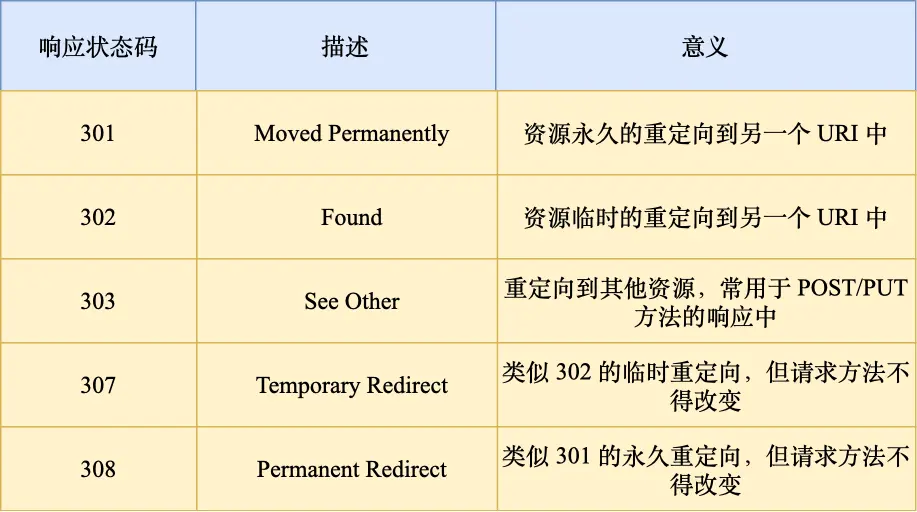 响应状态码 描述 意义
301 Moved Permanently 资源永久的重定向到另一个 URI 中
302 Found 资源临时的重定向到另一个 URI 中
303 See Other 重定向到其他资源，常用于 POST/PUT
方法的响应中
307 Temporary Redirect 类似 302 的临时重定向，但请求方法不
得改变
308 Permanent Redirect 类似 301 的永久重定向，但请求方法不
得改变